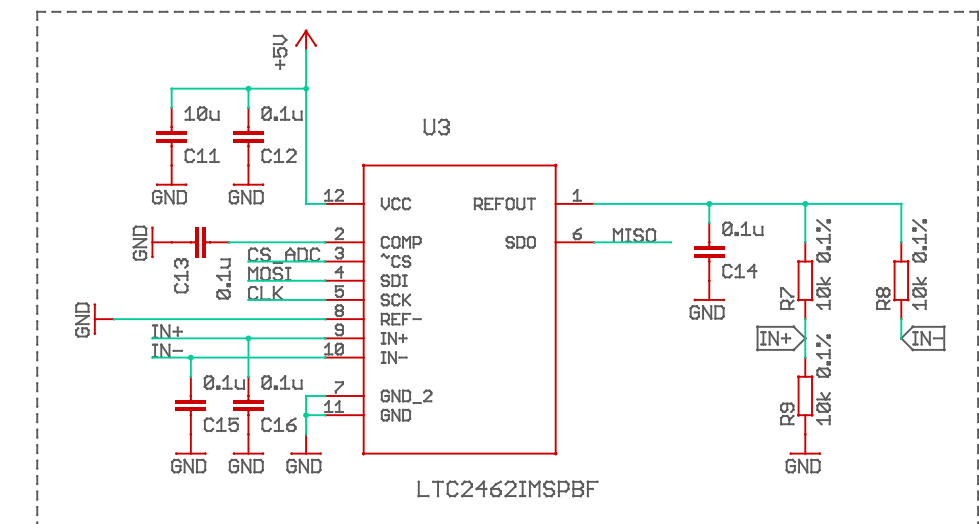 +5V
10u
0.1u
U3
C11
C12
GND
GND
12
VCC
REFOUT
1
GND
2
COMP
SDO
6
MISO
0.1u
0.1%
0.1%
CS_ADC
3
~CS
C13
0.1u
MOSI
4
SDI
C14
CLK
5
SCK
R7
10k
R8
10k
GND
8
REF-
GND
IN+
9
IN+
IN+
IN-
IN-
10
IN-
0.1%
0.1u
0.1u
7
GND_2
11
GND
R9
10k
C15
C16
GND
GND
GND
GND
LTC2462IMSPBF